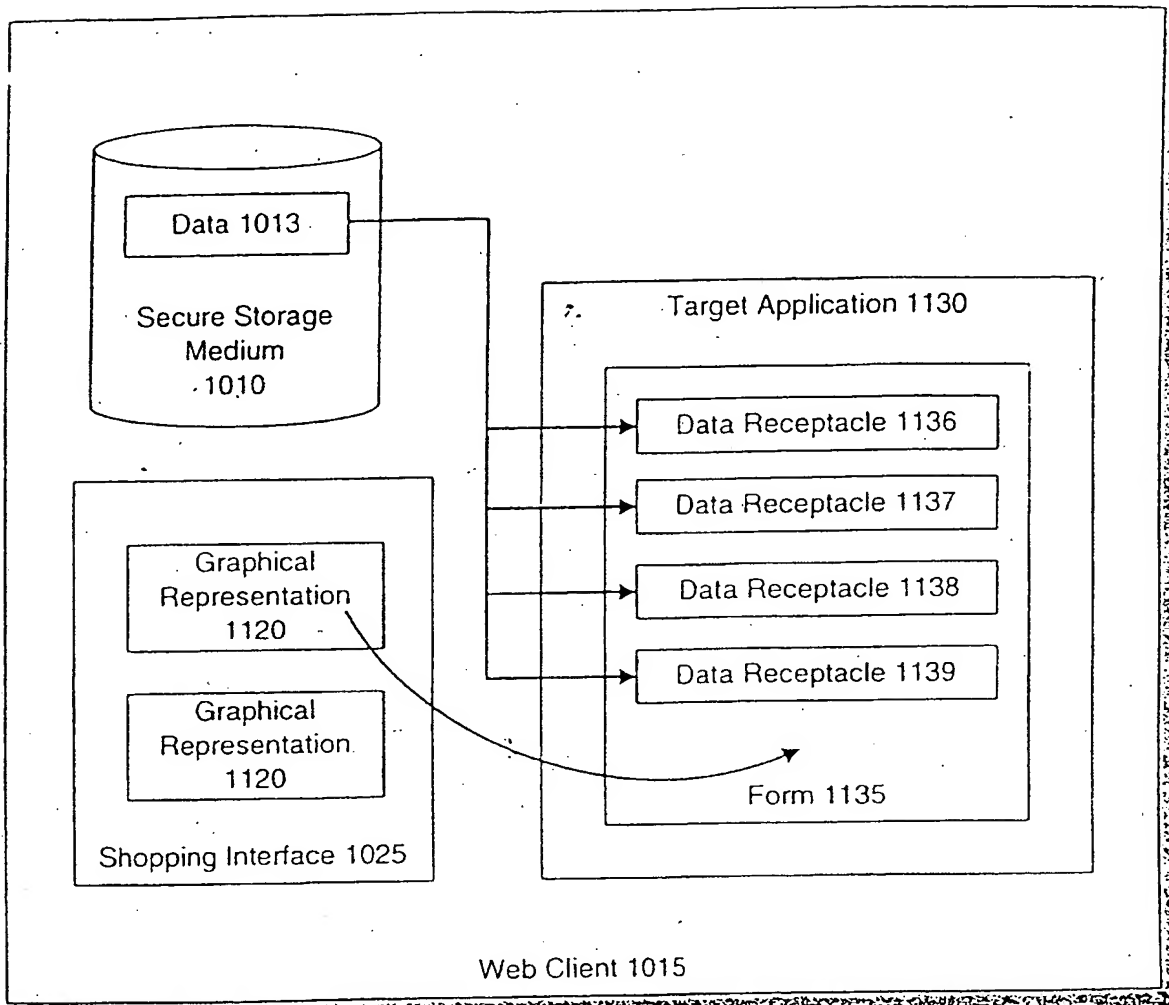 Data 1013
Secure Storage
Medium
1010
Target Application 1130
Data Receptacle 1136
Data Receptacle 1137
Data Receptacle 1138
Data Receptacle 1139
Form 1135
Graphical
Representation
1120
Graphical
Representation
1120
Shopping Interface 1025
Web Client 1015